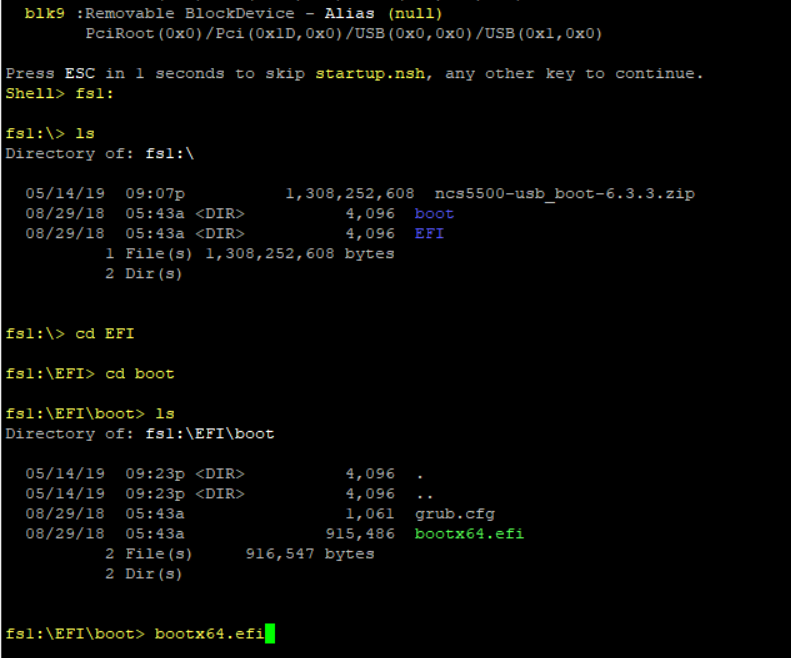 blk9 :Removable BlockDevice - Alias (null)
PciRoot(0x0)/Pci(0x1D,0x0)/USB(0x0,0x0)/USB(0x1,0x0)
Press ESC in 1 seconds to skip startup.nsh, any other key to continue.
Shell> fs1:
fs1:\> ls
Directory of: fs1:\
05/14/19 09:07p 1,308,252,608 ncs5500-usb_boot-6.3.3.zip
08/29/18 05:43a <DIR> 4,096 boot
08/29/18 05:43a <DIR> 4,096 EFI
1 File(s) 1,308,252,608 bytes
2 Dir(s)
fs1:\> cd EFI
fs1:\EFI> cd boot
fs1:\EFI\boot> ls
Directory of: fs1:\EFI\boot
05/14/19 09:23p <DIR> 4,096 .
05/14/19 09:23p <DIR> 4,096 ..
08/29/18 05:43a 1,061 grub.cfg
08/29/18 05:43a 915,486 bootx64.efi
2 File(s) 916,547 bytes
2 Dir(s)
fs1:\EFI\boot> bootx64.efi